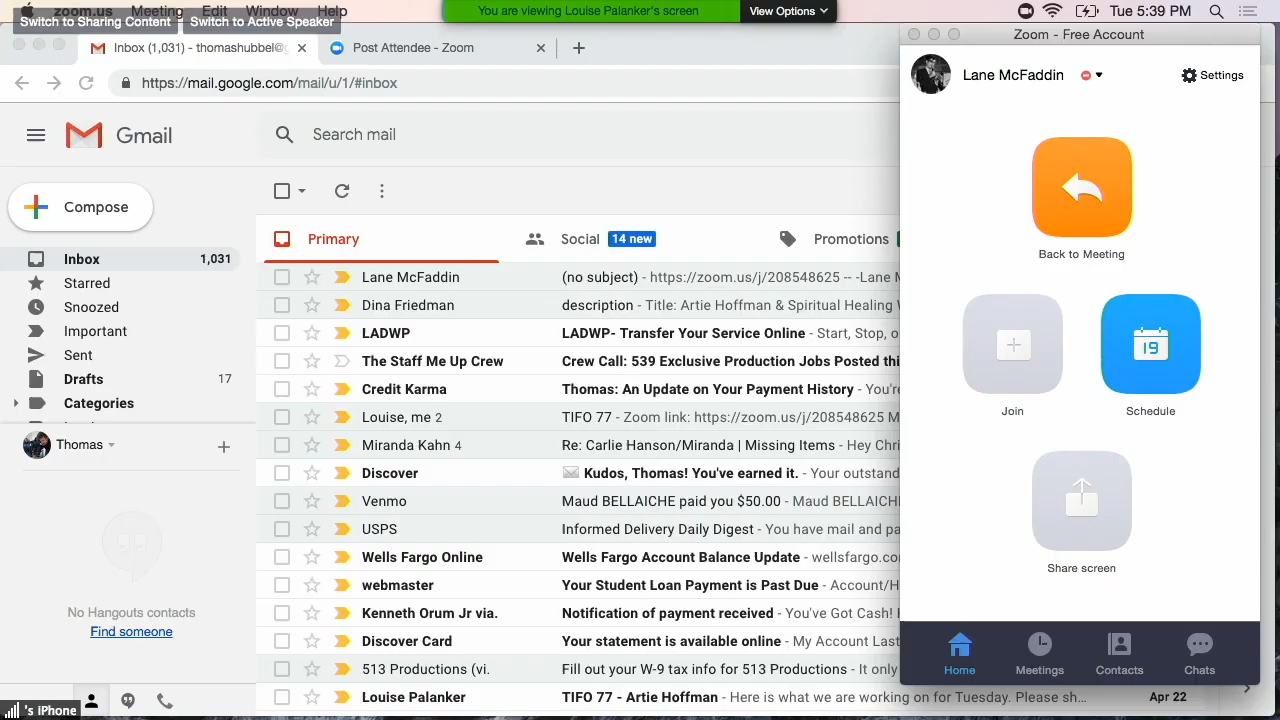 zoom.us Meeting Edit Window Help
Switch to Sharing Content Switch to Active Speaker
You are viewing Louise Palanker's screen
View Options
Tue 5:39 PM
Inbox (1,031) - thomashubbel@g
Post Attendee - Zoom
https://mail.google.com/mail/u/1/#inbox
Gmail
Search mail
Compose
Inbox 1,031
Starred
Snoozed
Important
Sent
Drafts 17
Categories
Thomas
No Hangouts contacts
Find someone
's iPhone
Primary
Social 14 new
Promotions
Lane McFaddin (no subject) - https://zoom.us/j/208548625 -- -Lane M
Dina Friedman description - Title: Artie Hoffman & Spiritual Healing W
LADWP LADWP- Transfer Your Service Online - Start, Stop, o
The Staff Me Up Crew Crew Call: 539 Exclusive Production Jobs Posted thi
Credit Karma Thomas: An Update on Your Payment History - You're
Louise, me 2 TIFO 77 - Zoom link: https://zoom.us/j/208548625 M
Miranda Kahn 4 Re: Carlie Hanson/Miranda | Missing Items - Hey Chri
Discover Kudos, Thomas! You've earned it. - Your outstand
Venmo Maud BELLAICHE paid you $50.00 - Maud BELLAICHE
USPS Informed Delivery Daily Digest - You have mail and pa
Wells Fargo Online Wells Fargo Account Balance Update - wellsfargo.co
webmaster Your Student Loan Payment is Past Due - Account/H
Kenneth Orum Jr via. Notification of payment received - You've Got Cash!
Discover Card Your statement is available online - My Account Last
513 Productions (vi. Fill out your W-9 tax info for 513 Productions - It only
Louise Palanker TIFO 77 - Artie Hoffman - Here is what we are working on for Tuesday. Please sh... Apr 22
Zoom - Free Account
Lane McFaddin
Settings
Back to Meeting
Join
19
Schedule
Share screen
Home
Meetings
Contacts
Chats